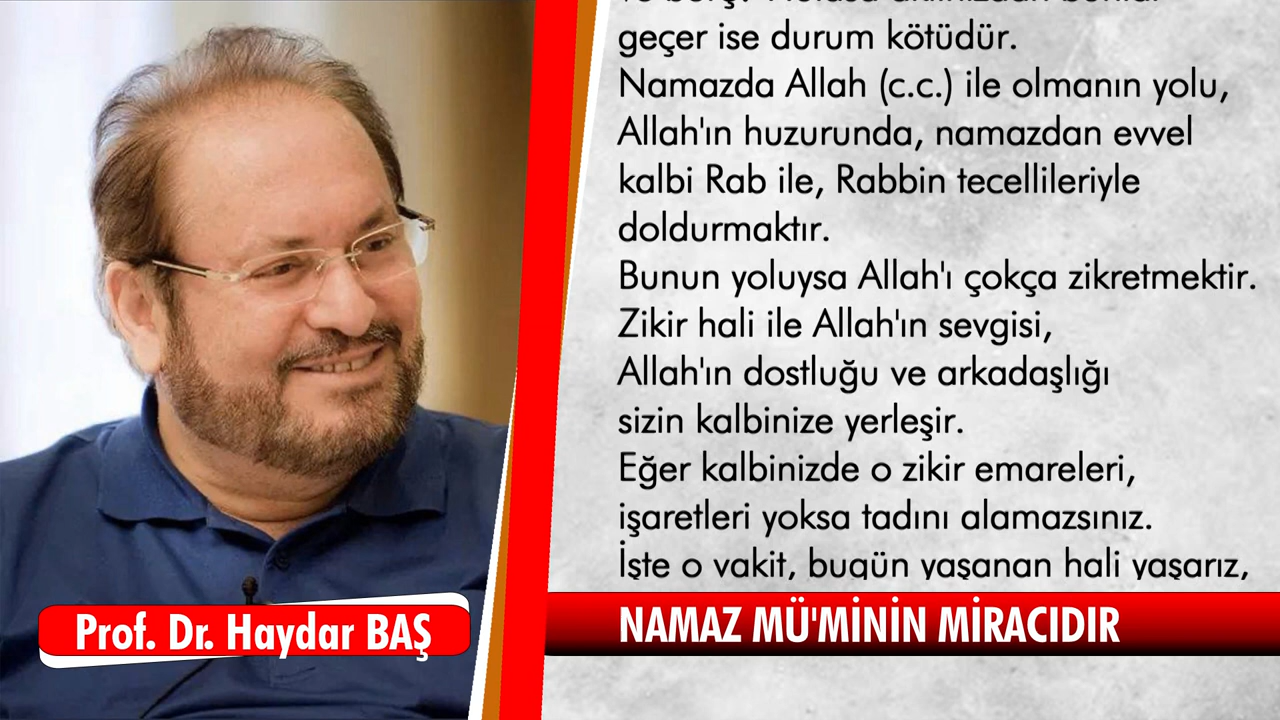 geçer ise durum kötüdür.
Namazda Allah (c.c.) ile olmanın yolu,
Allah'ın huzurunda, namazdan evvel
kalbi Rab ile, Rabbin tecellileriyle
doldurmaktır.
Bunun yoluysa Allah'ı çokça zikretmektir.
Zikir hali ile Allah'ın sevgisi,
Allah'ın dostluğu ve arkadaşlığı
sizin kalbinize yerleşir.
Eğer kalbinizde o zikir emareleri,
işaretleri yoksa tadını alamazsınız.
İşte o vakit, bugün yaşanan hali yaşarız,
Prof. Dr. Haydar BAŞ
NAMAZ MÜ'MİNİN MİRACIDIR